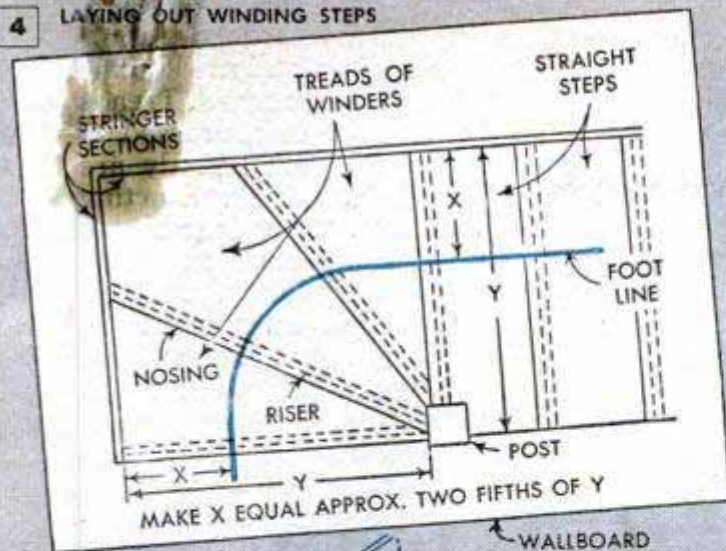 4 LAYING OUT WINDING STEPS
STRINGER
SECTIONS
TREADS OF
WINDERS
STRAIGHT
STEPS
X
Y
FOOT
LINE
NOSING
RISER
POST
X
Y
MAKE X EQUAL APPROX. TWO FIFTHS OF Y
WALLBOARD